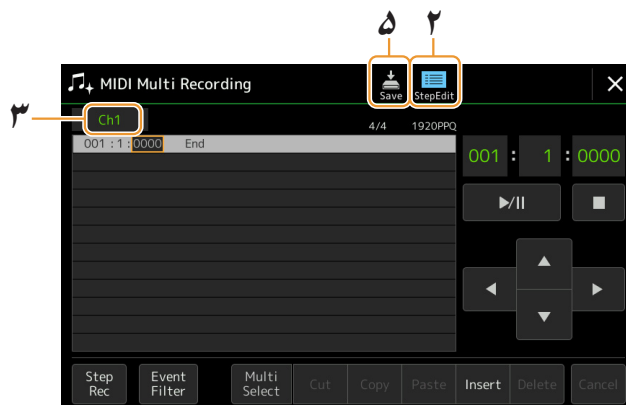 ۵ ۲
MIDI Multi Recording Save StepEdit
۳ Ch1 4/4 1920PPQ
001 : 1 : 0000 End
001 : 1 : 0000
Step Rec Event Filter Multi Select Cut Copy Paste Insert Delete Cancel